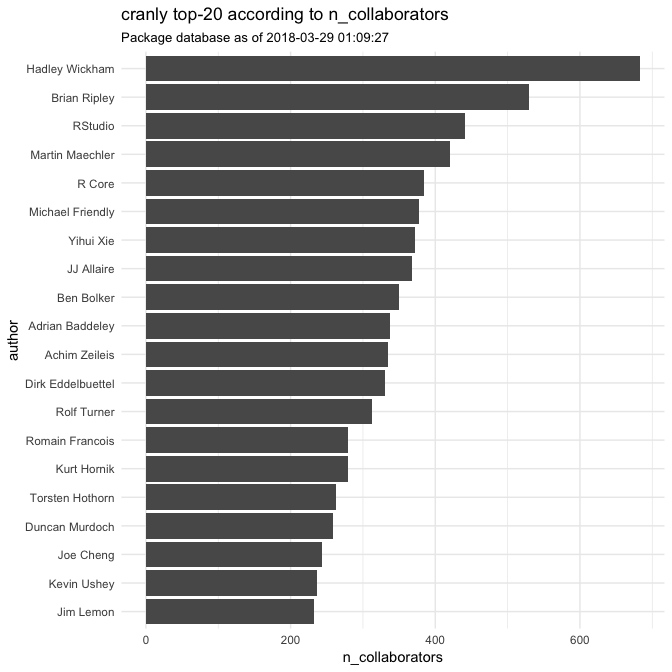 cranly top-20 according to n_collaborators
Package database as of 2018-03-29 01:09:27
Hadley Wickham
Brian Ripley
RStudio
Martin Maechler
R Core
Michael Friendly
Yihui Xie
JJ Allaire
Ben Bolker
Adrian Baddeley
Achim Zeileis
Dirk Eddelbuettel
Rolf Turner
Romain Francois
Kurt Hornik
Torsten Hothorn
Duncan Murdoch
Joe Cheng
Kevin Ushey
Jim Lemon
author
0 200 400 600
n_collaborators